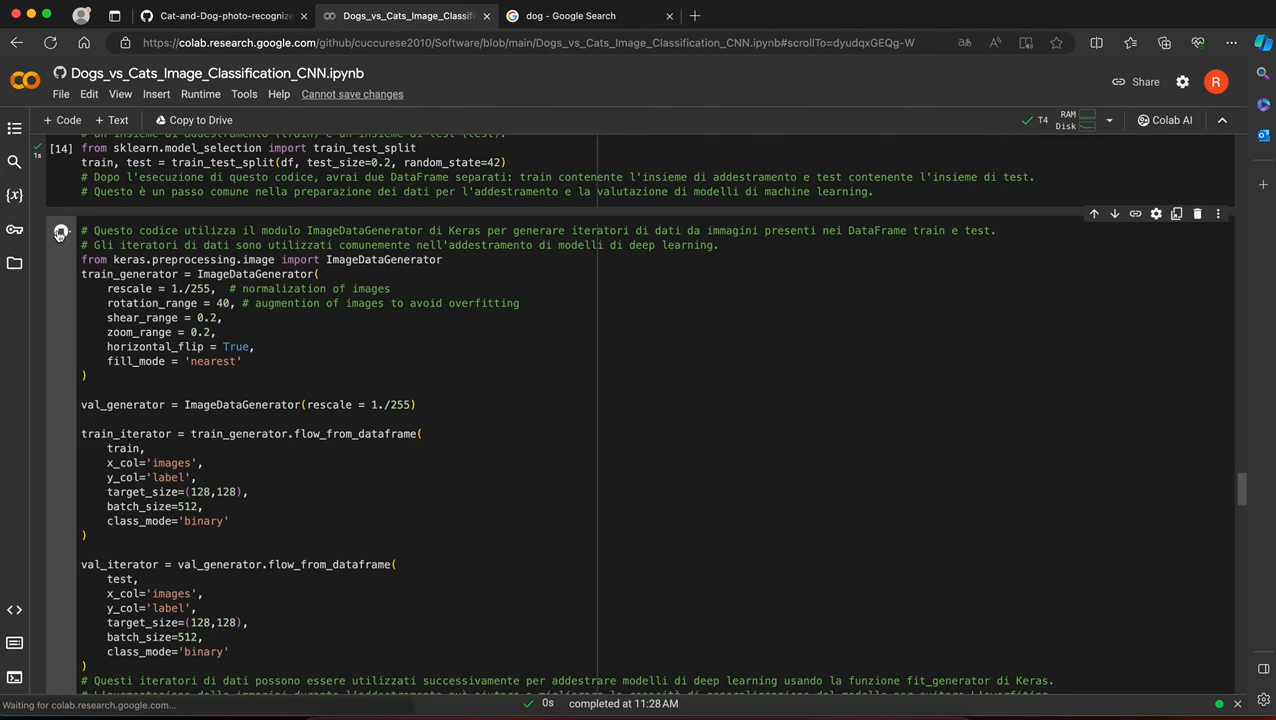 Cat-and-Dog-photo-recognize
Dogs_vs_Cats_Image_Classifi
dog - Google Search
https://colab.research.google.com/github/cuccurese2010/Software/blob/main/Dogs_vs_Cats_Image_Classification_CNN.ipynb#scrollTo=dyudqxGEQg-W
Dogs_vs_Cats_Image_Classification_CNN.ipynb
Share
R
File Edit View Insert Runtime Tools Help Cannot save changes
+ Code + Text Copy to Drive
T4 RAM Disk Colab AI
# un insieme di addestramento (train) e un insieme di test (test).
1s
[14] from sklearn.model_selection import train_test_split
train, test = train_test_split(df, test_size=0.2, random_state=42)
# Dopo l'esecuzione di questo codice, avrai due DataFrame separati: train contenente l'insieme di addestramento e test contenente l'insieme di test.
# Questo è un passo comune nella preparazione dei dati per l'addestramento e la valutazione di modelli di machine learning.
# Questo codice utilizza il modulo ImageDataGenerator di Keras per generare iteratori di dati da immagini presenti nei DataFrame train e test.
# Gli iteratori di dati sono utilizzati comunemente nell'addestramento di modelli di deep learning.
from keras.preprocessing.image import ImageDataGenerator
train_generator = ImageDataGenerator(
rescale = 1./255, # normalization of images
rotation_range = 40, # augmention of images to avoid overfitting
shear_range = 0.2,
zoom_range = 0.2,
horizontal_flip = True,
fill_mode = 'nearest'
)
val_generator = ImageDataGenerator(rescale = 1./255)
train_iterator = train_generator.flow_from_dataframe(
train,
x_col='images',
y_col='label',
target_size=(128,128),
batch_size=512,
class_mode='binary'
)
val_iterator = val_generator.flow_from_dataframe(
test,
x_col='images',
y_col='label',
target_size=(128,128),
batch_size=512,
class_mode='binary'
)
# Questi iteratori di dati possono essere utilizzati successivamente per addestrare modelli di deep learning usando la funzione fit_generator di Keras.
Waiting for colab.research.google.com...
0s completed at 11:28 AM